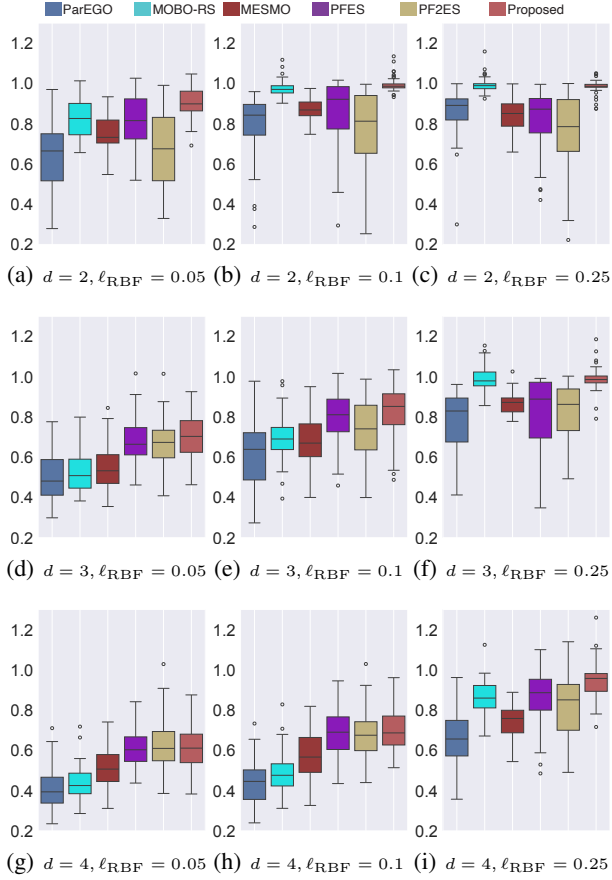 ParEGO MOBO-RS MESMO PFES PF2ES Proposed
1.2 1.2 1.2
1.0 1.0 1.0
0.8 0.8 0.8
0.6 0.6 0.6
0.4 0.4 0.4
0.2 0.2 0.2
(a) d = 2, ℓRBF = 0.05 (b) d = 2, ℓRBF = 0.1 (c) d = 2, ℓRBF = 0.25
1.2 1.2 1.2
1.0 1.0 1.0
0.8 0.8 0.8
0.6 0.6 0.6
0.4 0.4 0.4
0.2 0.2 0.2
(d) d = 3, ℓRBF = 0.05 (e) d = 3, ℓRBF = 0.1 (f) d = 3, ℓRBF = 0.25
1.2 1.2 1.2
1.0 1.0 1.0
0.8 0.8 0.8
0.6 0.6 0.6
0.4 0.4 0.4
0.2 0.2 0.2
(g) d = 4, ℓRBF = 0.05 (h) d = 4, ℓRBF = 0.1 (i) d = 4, ℓRBF = 0.25